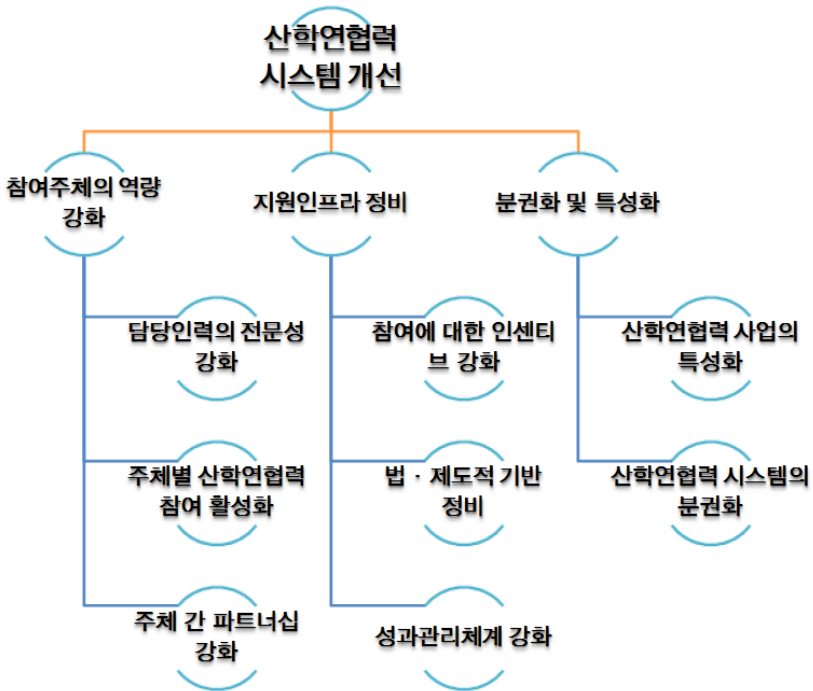 산학연협력
시스템 개선
참여주체의 역량
강화
지원인프라 정비
분권화 및 특성화
담당인력의 전문성
강화
참여에 대한 인센티
브 강화
산학연협력 사업의
특성화
주체별 산학연협력
참여 활성화
법 · 제도적 기반
정비
산학연협력 시스템의
분권화
주체 간 파트너십
강화
성과관리체계 강화